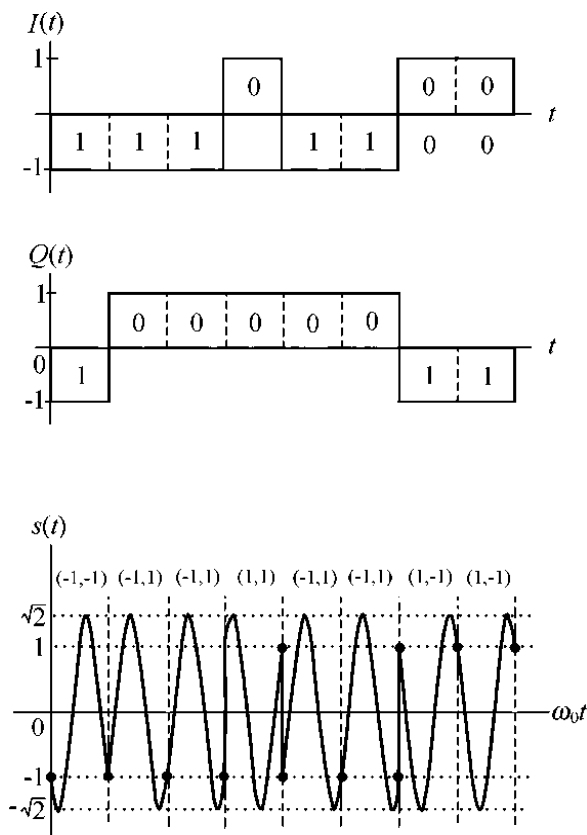 I(t)
1
0 0 0
t
1 1 1 1 1 0 0
-1
Q(t)
1
0 0 0 0 0
t
0
1 1 1
-1
s(t)
(-1,-1) (-1,1) (-1,1) (1,1) (-1,1) (-1,1) (1,-1) (1,-1)
√2
1
0
ω₀t
-1
-√2